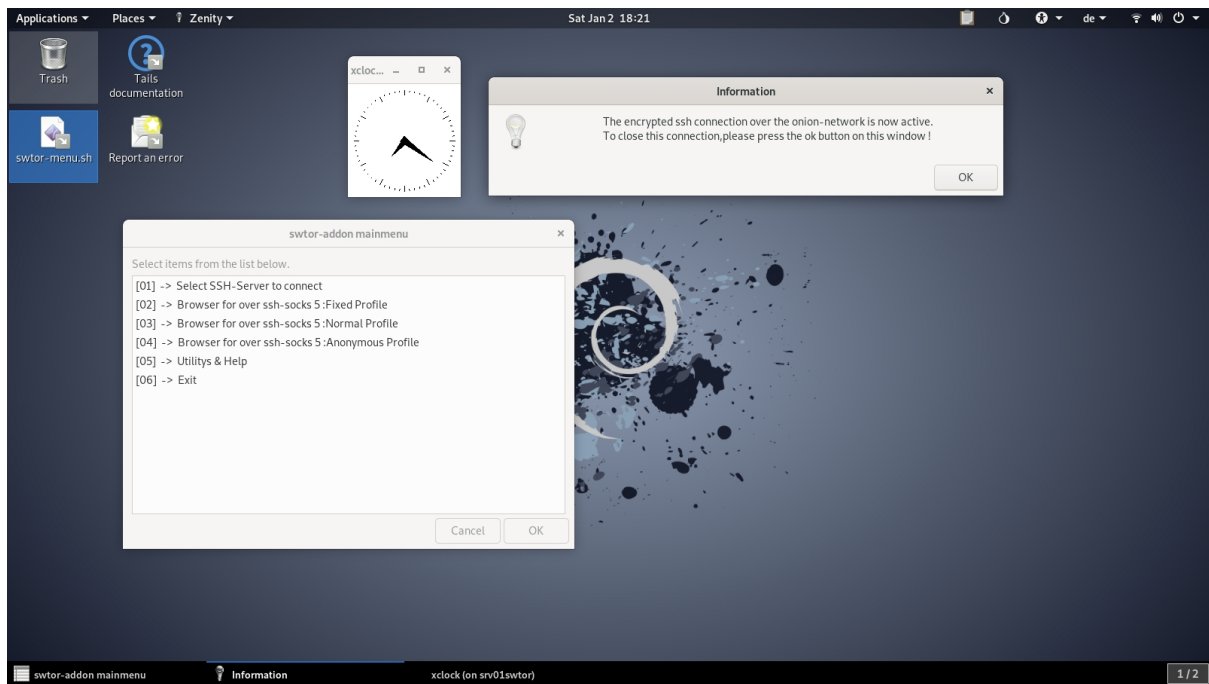 Applications Places Zenity Sat Jan 2 18:21 de
Trash
Tails
documentation
swtor-menu.sh
Report an error
xcloc...
Information
The encrypted ssh connection over the onion-network is now active.
To close this connection,please press the ok button on this window !
OK
swtor-addon mainmenu
Select items from the list below.
[01] -> Select SSH-Server to connect
[02] -> Browser for over ssh-socks 5 :Fixed Profile
[03] -> Browser for over ssh-socks 5 :Normal Profile
[04] -> Browser for over ssh-socks 5 :Anonymous Profile
[05] -> Utilitys & Help
[06] -> Exit
Cancel OK
swtor-addon mainmenu Information xclock (on srv01swtor) 1 / 2